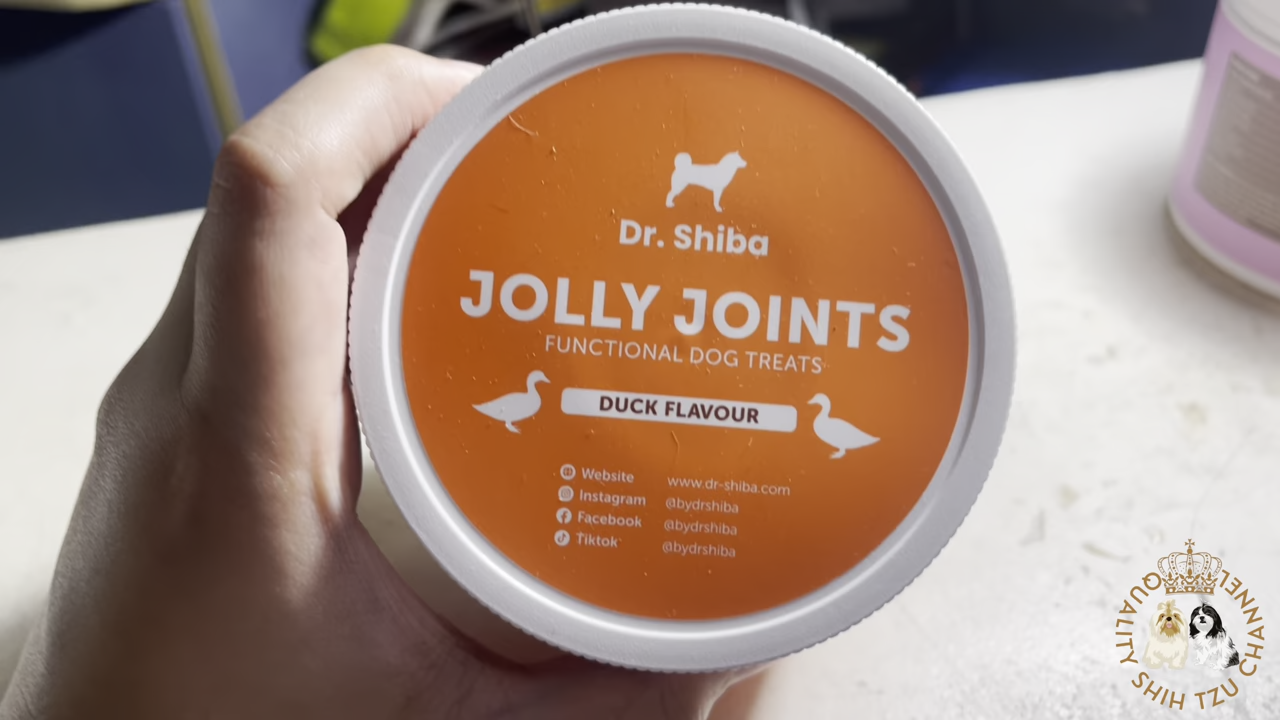 Dr. Shiba
JOLLY JOINTS
FUNCTIONAL DOG TREATS
DUCK FLAVOUR
Website www.dr-shiba.com
Instagram @bydrshiba
Facebook @bydrshiba
Tiktok @bydrshiba
QUALITY SHIH TZU CHANNEL